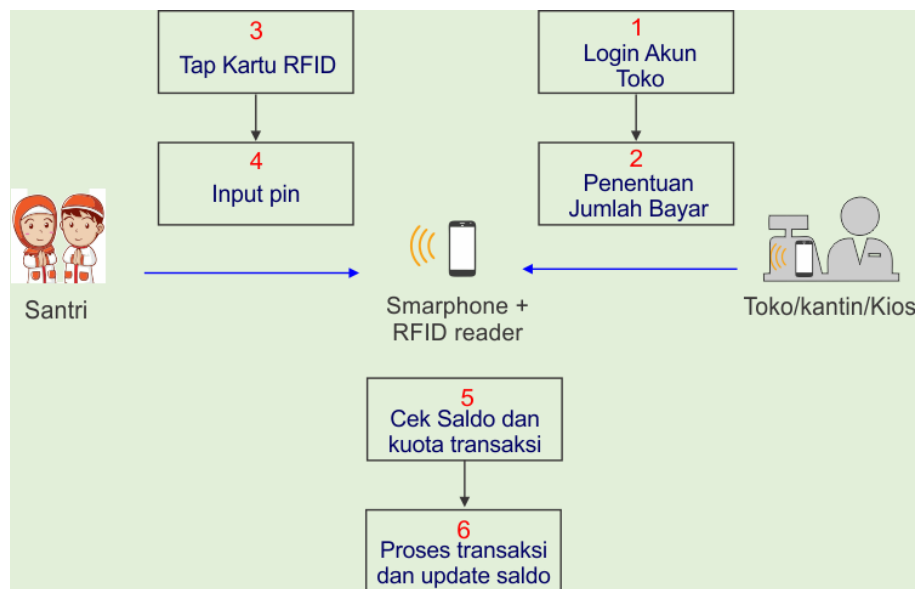 3
Tap Kartu RFID
1
Login Akun
Toko
4
Input pin
2
Penentuan
Jumlah Bayar
Santri
Smarphone +
RFID reader
Toko/kantin/Kios
5
Cek Saldo dan
kuota transaksi
6
Proses transaksi
dan update saldo